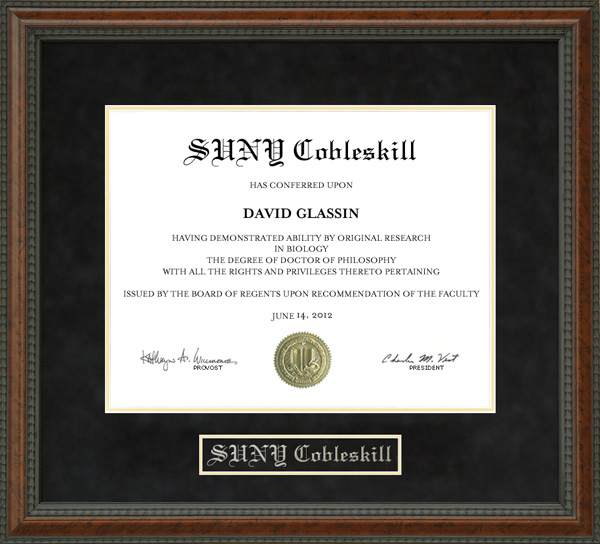 SUNY Cobleskill
HAS CONFERRED UPON
DAVID GLASSIN
HAVING DEMONSTRATED ABILITY BY ORIGINAL RESEARCH
IN BIOLOGY
THE DEGREE OF DOCTOR OF PHILOSOPHY
WITH ALL THE RIGHTS AND PRIVILEGES THERETO PERTAINING
ISSUED BY THE BOARD OF REGENTS UPON RECOMMENDATION OF THE FACULTY
JUNE 14, 2012
Charles M. Vest
PROVOST PRESIDENT
SUNY Cobleskill